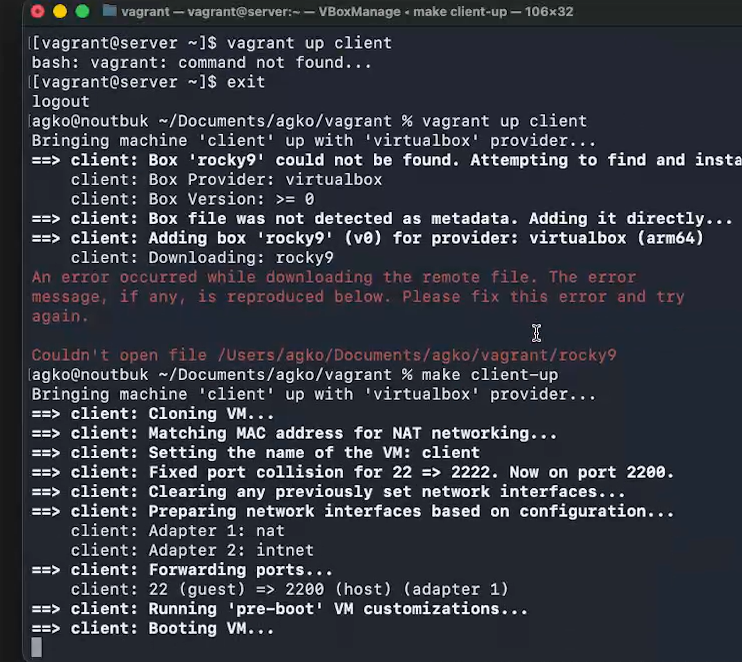 vagrant — vagrant@server:~ — VBoxManage ◂ make client-up — 106×32
[[vagrant@server ~]$ vagrant up client
bash: vagrant: command not found...
[[vagrant@server ~]$ exit
logout
[agko@noutbuk ~/Documents/agko/vagrant % vagrant up client
Bringing machine 'client' up with 'virtualbox' provider...
==> client: Box 'rocky9' could not be found. Attempting to find and insta
client: Box Provider: virtualbox
client: Box Version: >= 0
==> client: Box file was not detected as metadata. Adding it directly...
==> client: Adding box 'rocky9' (v0) for provider: virtualbox (arm64)
client: Downloading: rocky9
An error occurred while downloading the remote file. The error
message, if any, is reproduced below. Please fix this error and try
again.
Couldn't open file /Users/agko/Documents/agko/vagrant/rocky9
[agko@noutbuk ~/Documents/agko/vagrant % make client-up
Bringing machine 'client' up with 'virtualbox' provider...
==> client: Cloning VM...
==> client: Matching MAC address for NAT networking...
==> client: Setting the name of the VM: client
==> client: Fixed port collision for 22 => 2222. Now on port 2200.
==> client: Clearing any previously set network interfaces...
==> client: Preparing network interfaces based on configuration...
client: Adapter 1: nat
client: Adapter 2: intnet
==> client: Forwarding ports...
client: 22 (guest) => 2200 (host) (adapter 1)
==> client: Running 'pre-boot' VM customizations...
==> client: Booting VM...